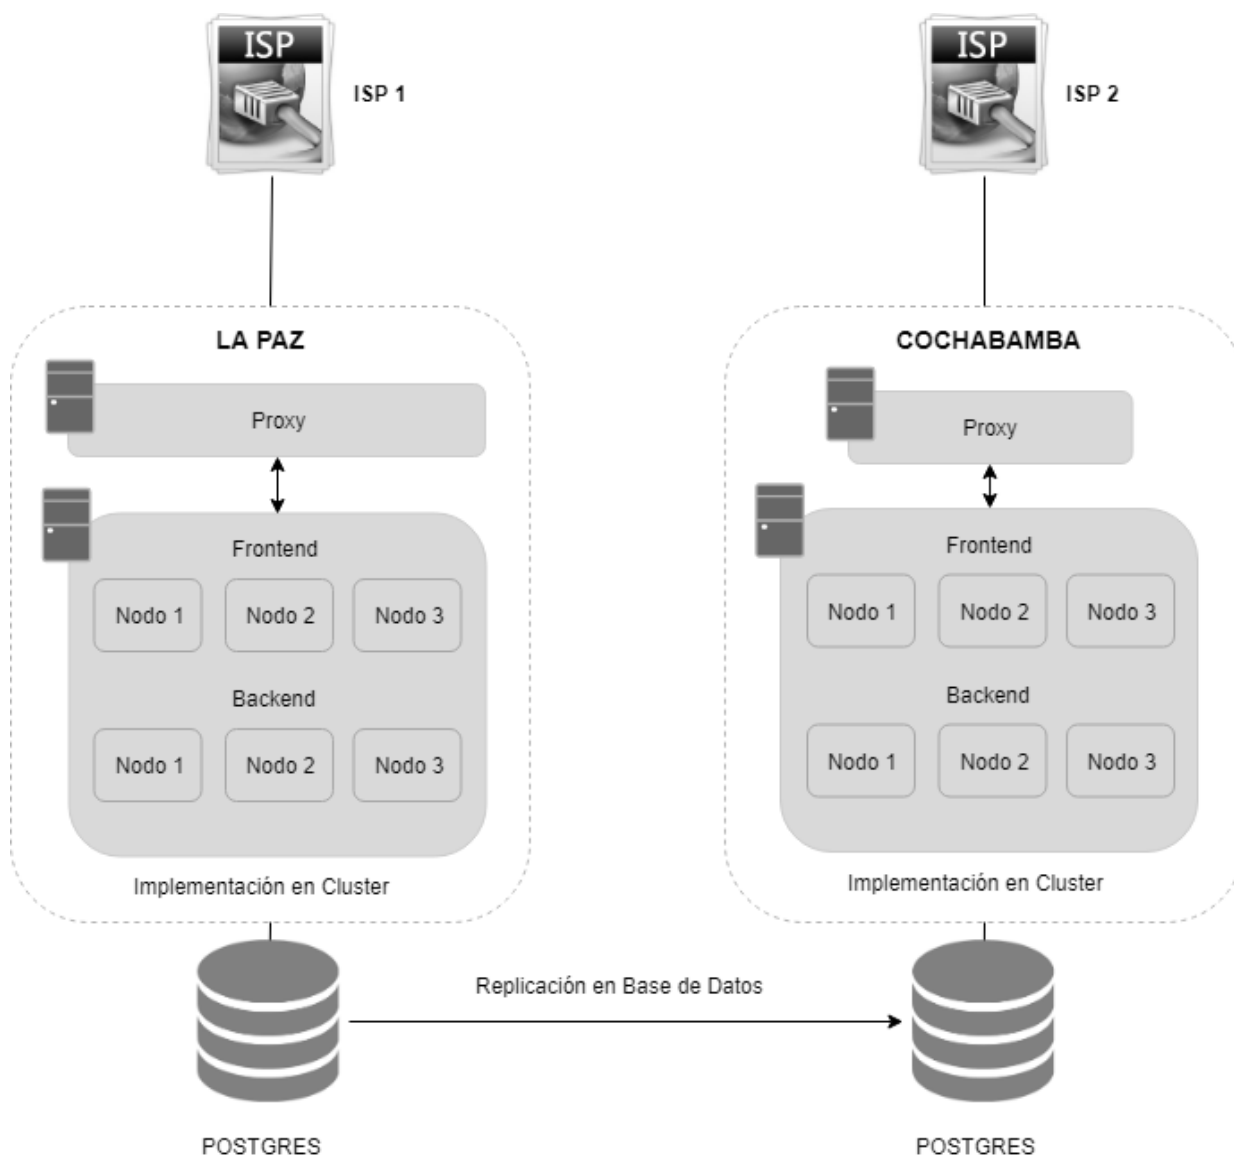 ISP
ISP 1
ISP
ISP 2
LA PAZ
Proxy
Frontend
Nodo 1
Nodo 2
Nodo 3
Backend
Nodo 1
Nodo 2
Nodo 3
Implementación en Cluster
COCHABAMBA
Proxy
Frontend
Nodo 1
Nodo 2
Nodo 3
Backend
Nodo 1
Nodo 2
Nodo 3
Implementación en Cluster
Replicación en Base de Datos
POSTGRES
POSTGRES